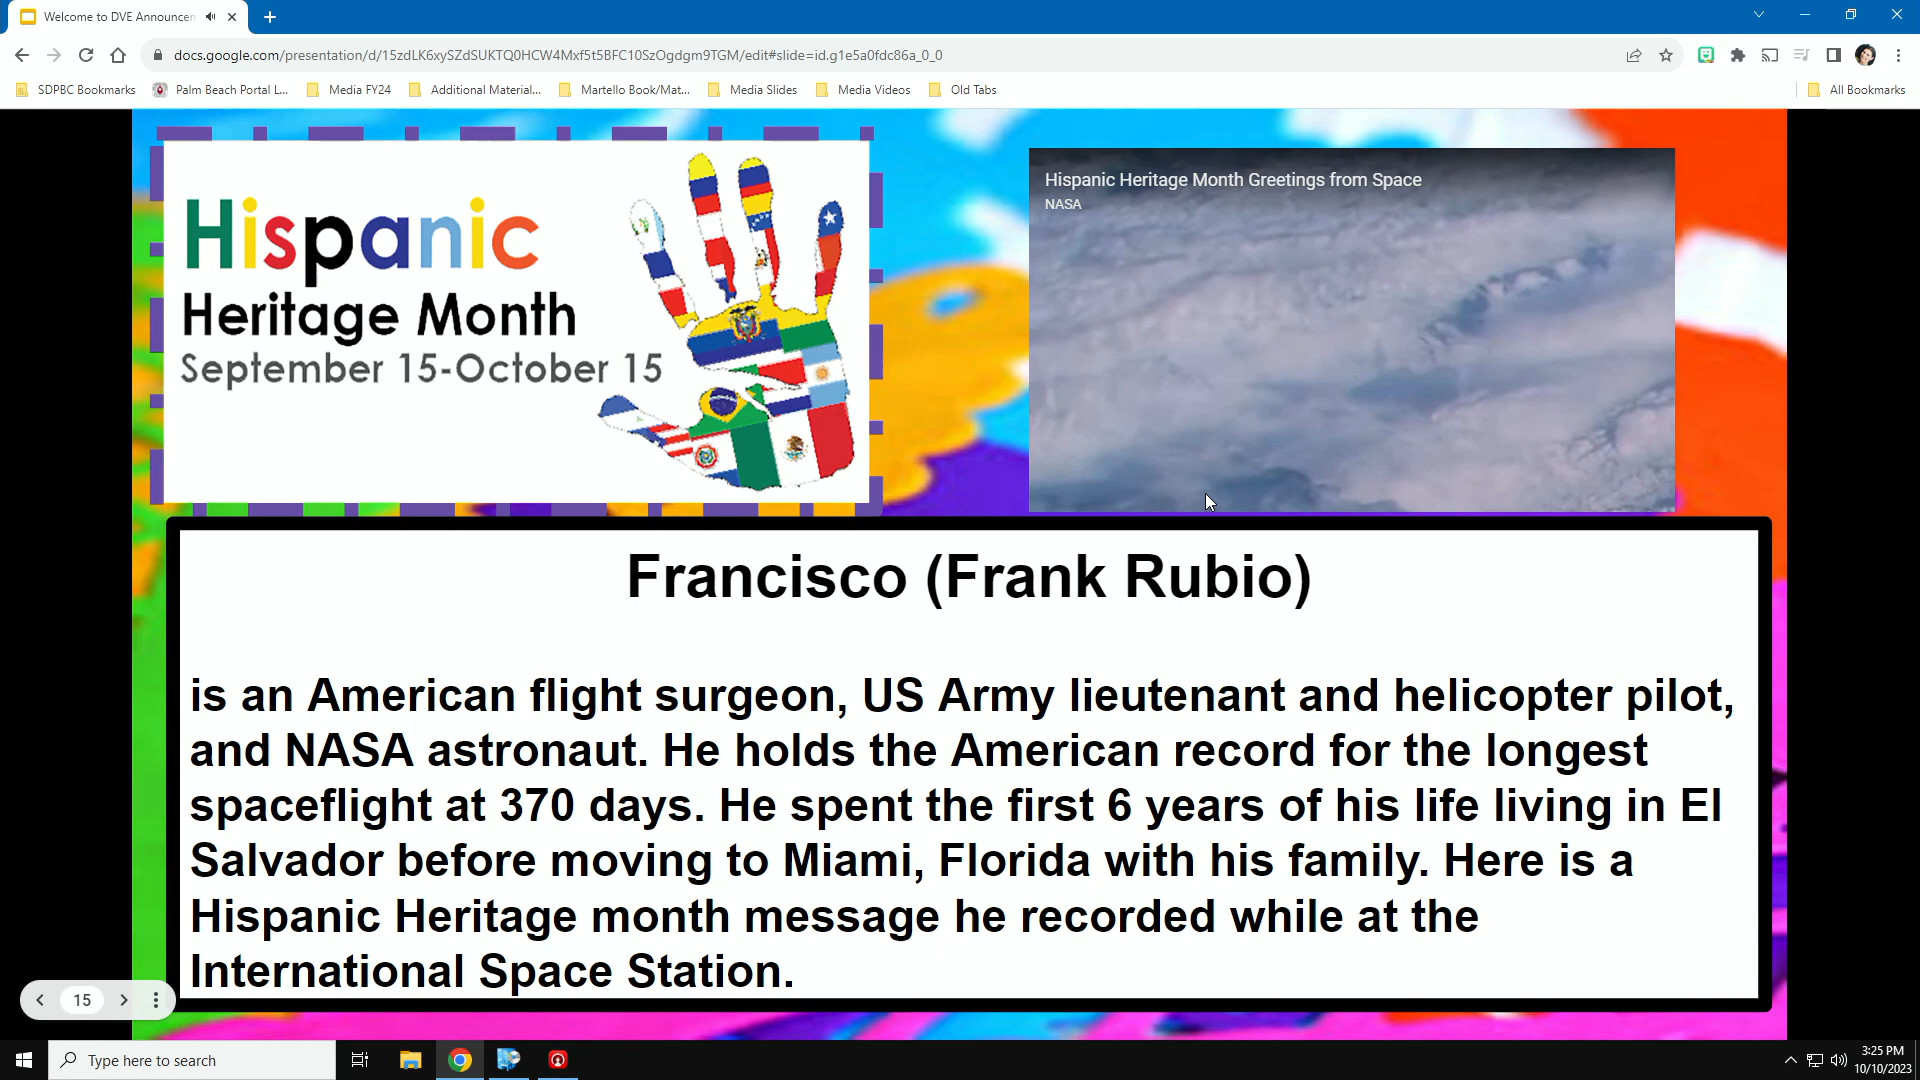 Welcome to DVE Announcen
docs.google.com/presentation/d/15zdLK6xySZdSUKTQ0HCW4Mxf5t5BFC10SzOgdgm9TGM/edit#slide=id.g1e5a0fdc86a_0_0
SDPBC Bookmarks Palm Beach Portal L... Media FY24 Additional Material... Martello Book/Mat... Media Slides Media Videos Old Tabs All Bookmarks
Hispanic
Heritage Month
September 15-October 15
Hispanic Heritage Month Greetings from Space
NASA
Francisco (Frank Rubio)
is an American flight surgeon, US Army lieutenant and helicopter pilot,
and NASA astronaut. He holds the American record for the longest
spaceflight at 370 days. He spent the first 6 years of his life living in El
Salvador before moving to Miami, Florida with his family. Here is a
Hispanic Heritage month message he recorded while at the
International Space Station.
15
Type here to search
3:25 PM
10/10/2023